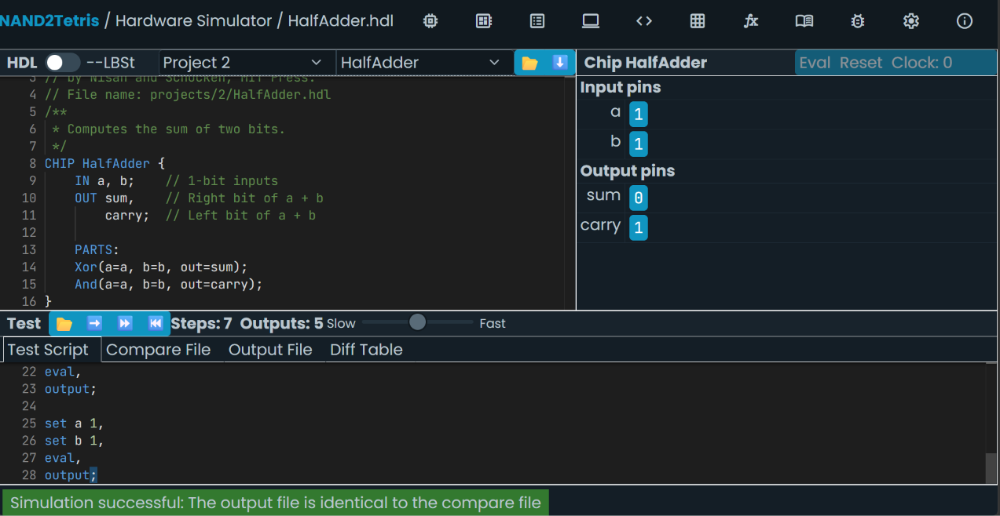 NAND2Tetris / Hardware Simulator / HalfAdder.hdl
HDL --LBSt Project 2 HalfAdder
3 // by Nisan and Schocken, MIT Press.
4 // File name: projects/2/HalfAdder.hdl
5 /**
6 * Computes the sum of two bits.
7 */
8 CHIP HalfAdder {
9 IN a, b; // 1-bit inputs
10 OUT sum, // Right bit of a + b
11 carry; // Left bit of a + b
12
13 PARTS:
14 Xor(a=a, b=b, out=sum);
15 And(a=a, b=b, out=carry);
16 }
Chip HalfAdder Eval Reset Clock: 0
Input pins
a 1
b 1
Output pins
sum 0
carry 1
Test Steps: 7 Outputs: 5 Slow Fast
Test Script Compare File Output File Diff Table
22 eval,
23 output;
24
25 set a 1,
26 set b 1,
27 eval,
28 output;
Simulation successful: The output file is identical to the compare file